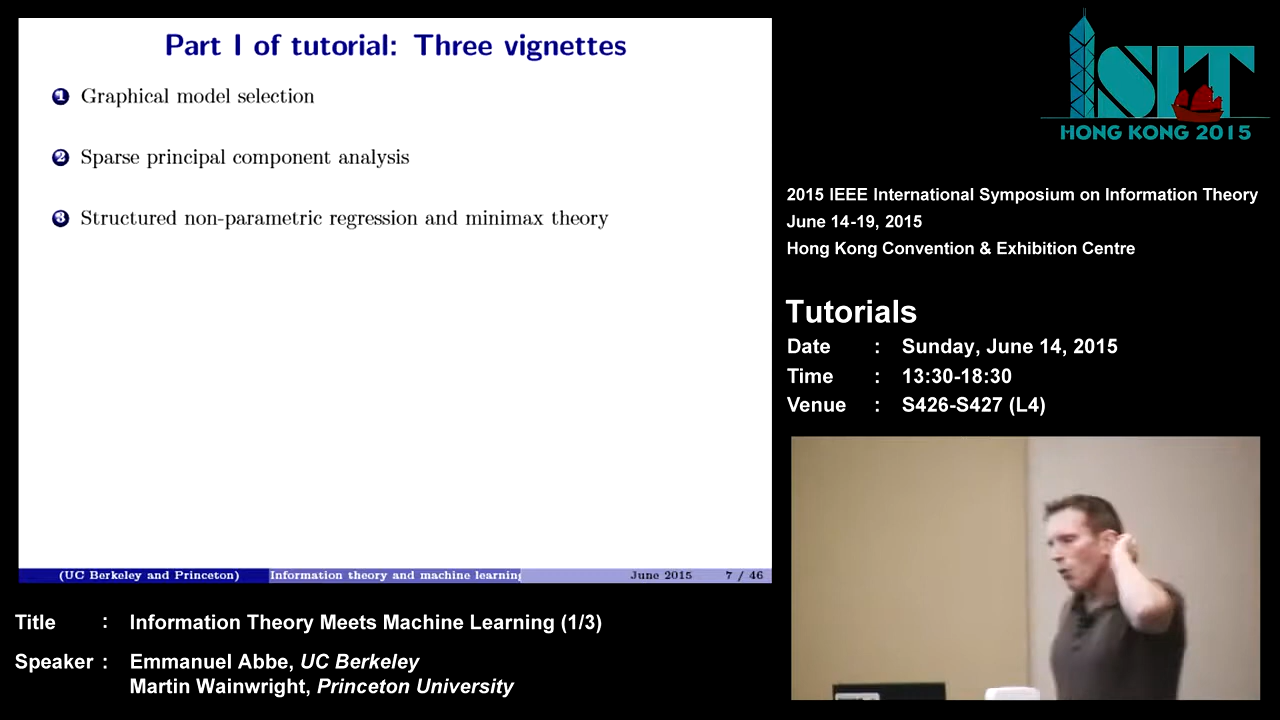 Part I of tutorial: Three vignettes
1 Graphical model selection
2 Sparse principal component analysis
3 Structured non-parametric regression and minimax theory
(UC Berkeley and Princeton) Information theory and machine learning June 2015 7 / 46
ISIT
HONG KONG 2015
2015 IEEE International Symposium on Information Theory
June 14-19, 2015
Hong Kong Convention & Exhibition Centre
Tutorials
Date : Sunday, June 14, 2015
Time : 13:30-18:30
Venue : S426-S427 (L4)
Title : Information Theory Meets Machine Learning (1/3)
Speaker : Emmanuel Abbe, UC Berkeley
Martin Wainwright, Princeton University